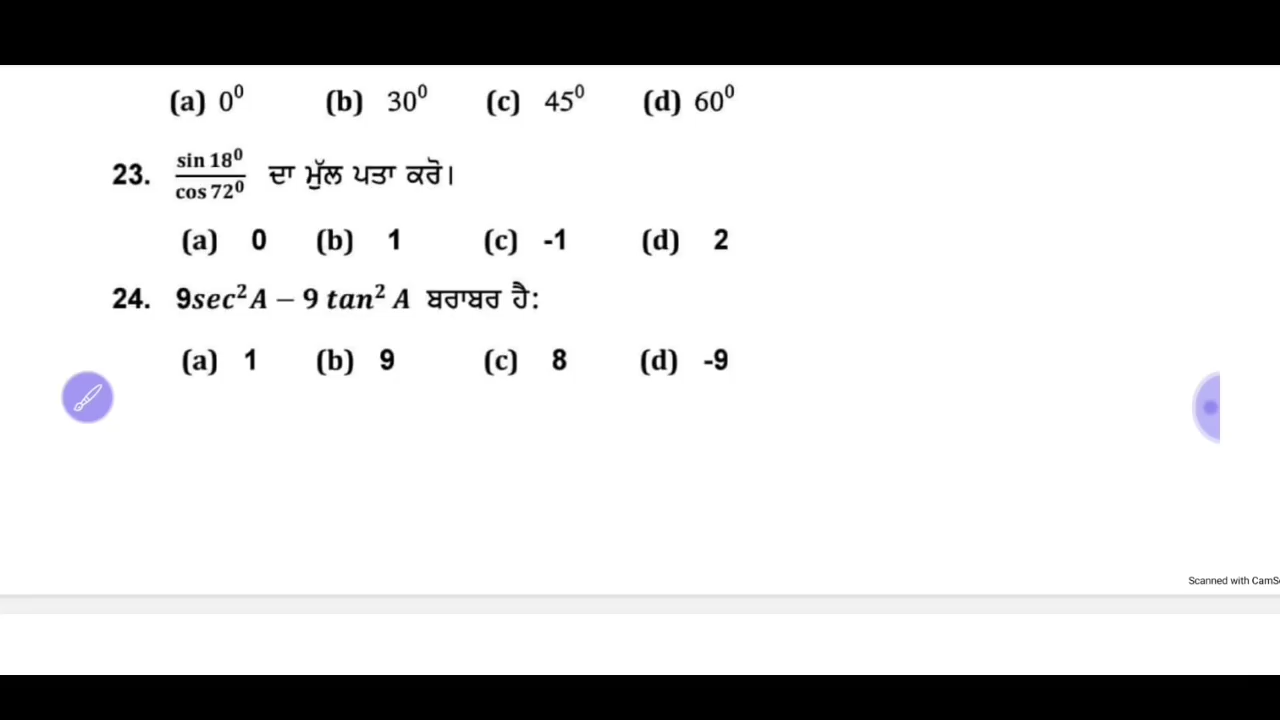 (a) 0⁰ (b) 30⁰ (c) 45⁰ (d) 60⁰
23. sin 18⁰ / cos 72⁰ ਦਾ ਮੁੱਲ ਪਤਾ ਕਰੋ।
(a) 0 (b) 1 (c) -1 (d) 2
24. 9sec²A − 9 tan² A ਬਰਾਬਰ ਹੈ:
(a) 1 (b) 9 (c) 8 (d) -9
Scanned with